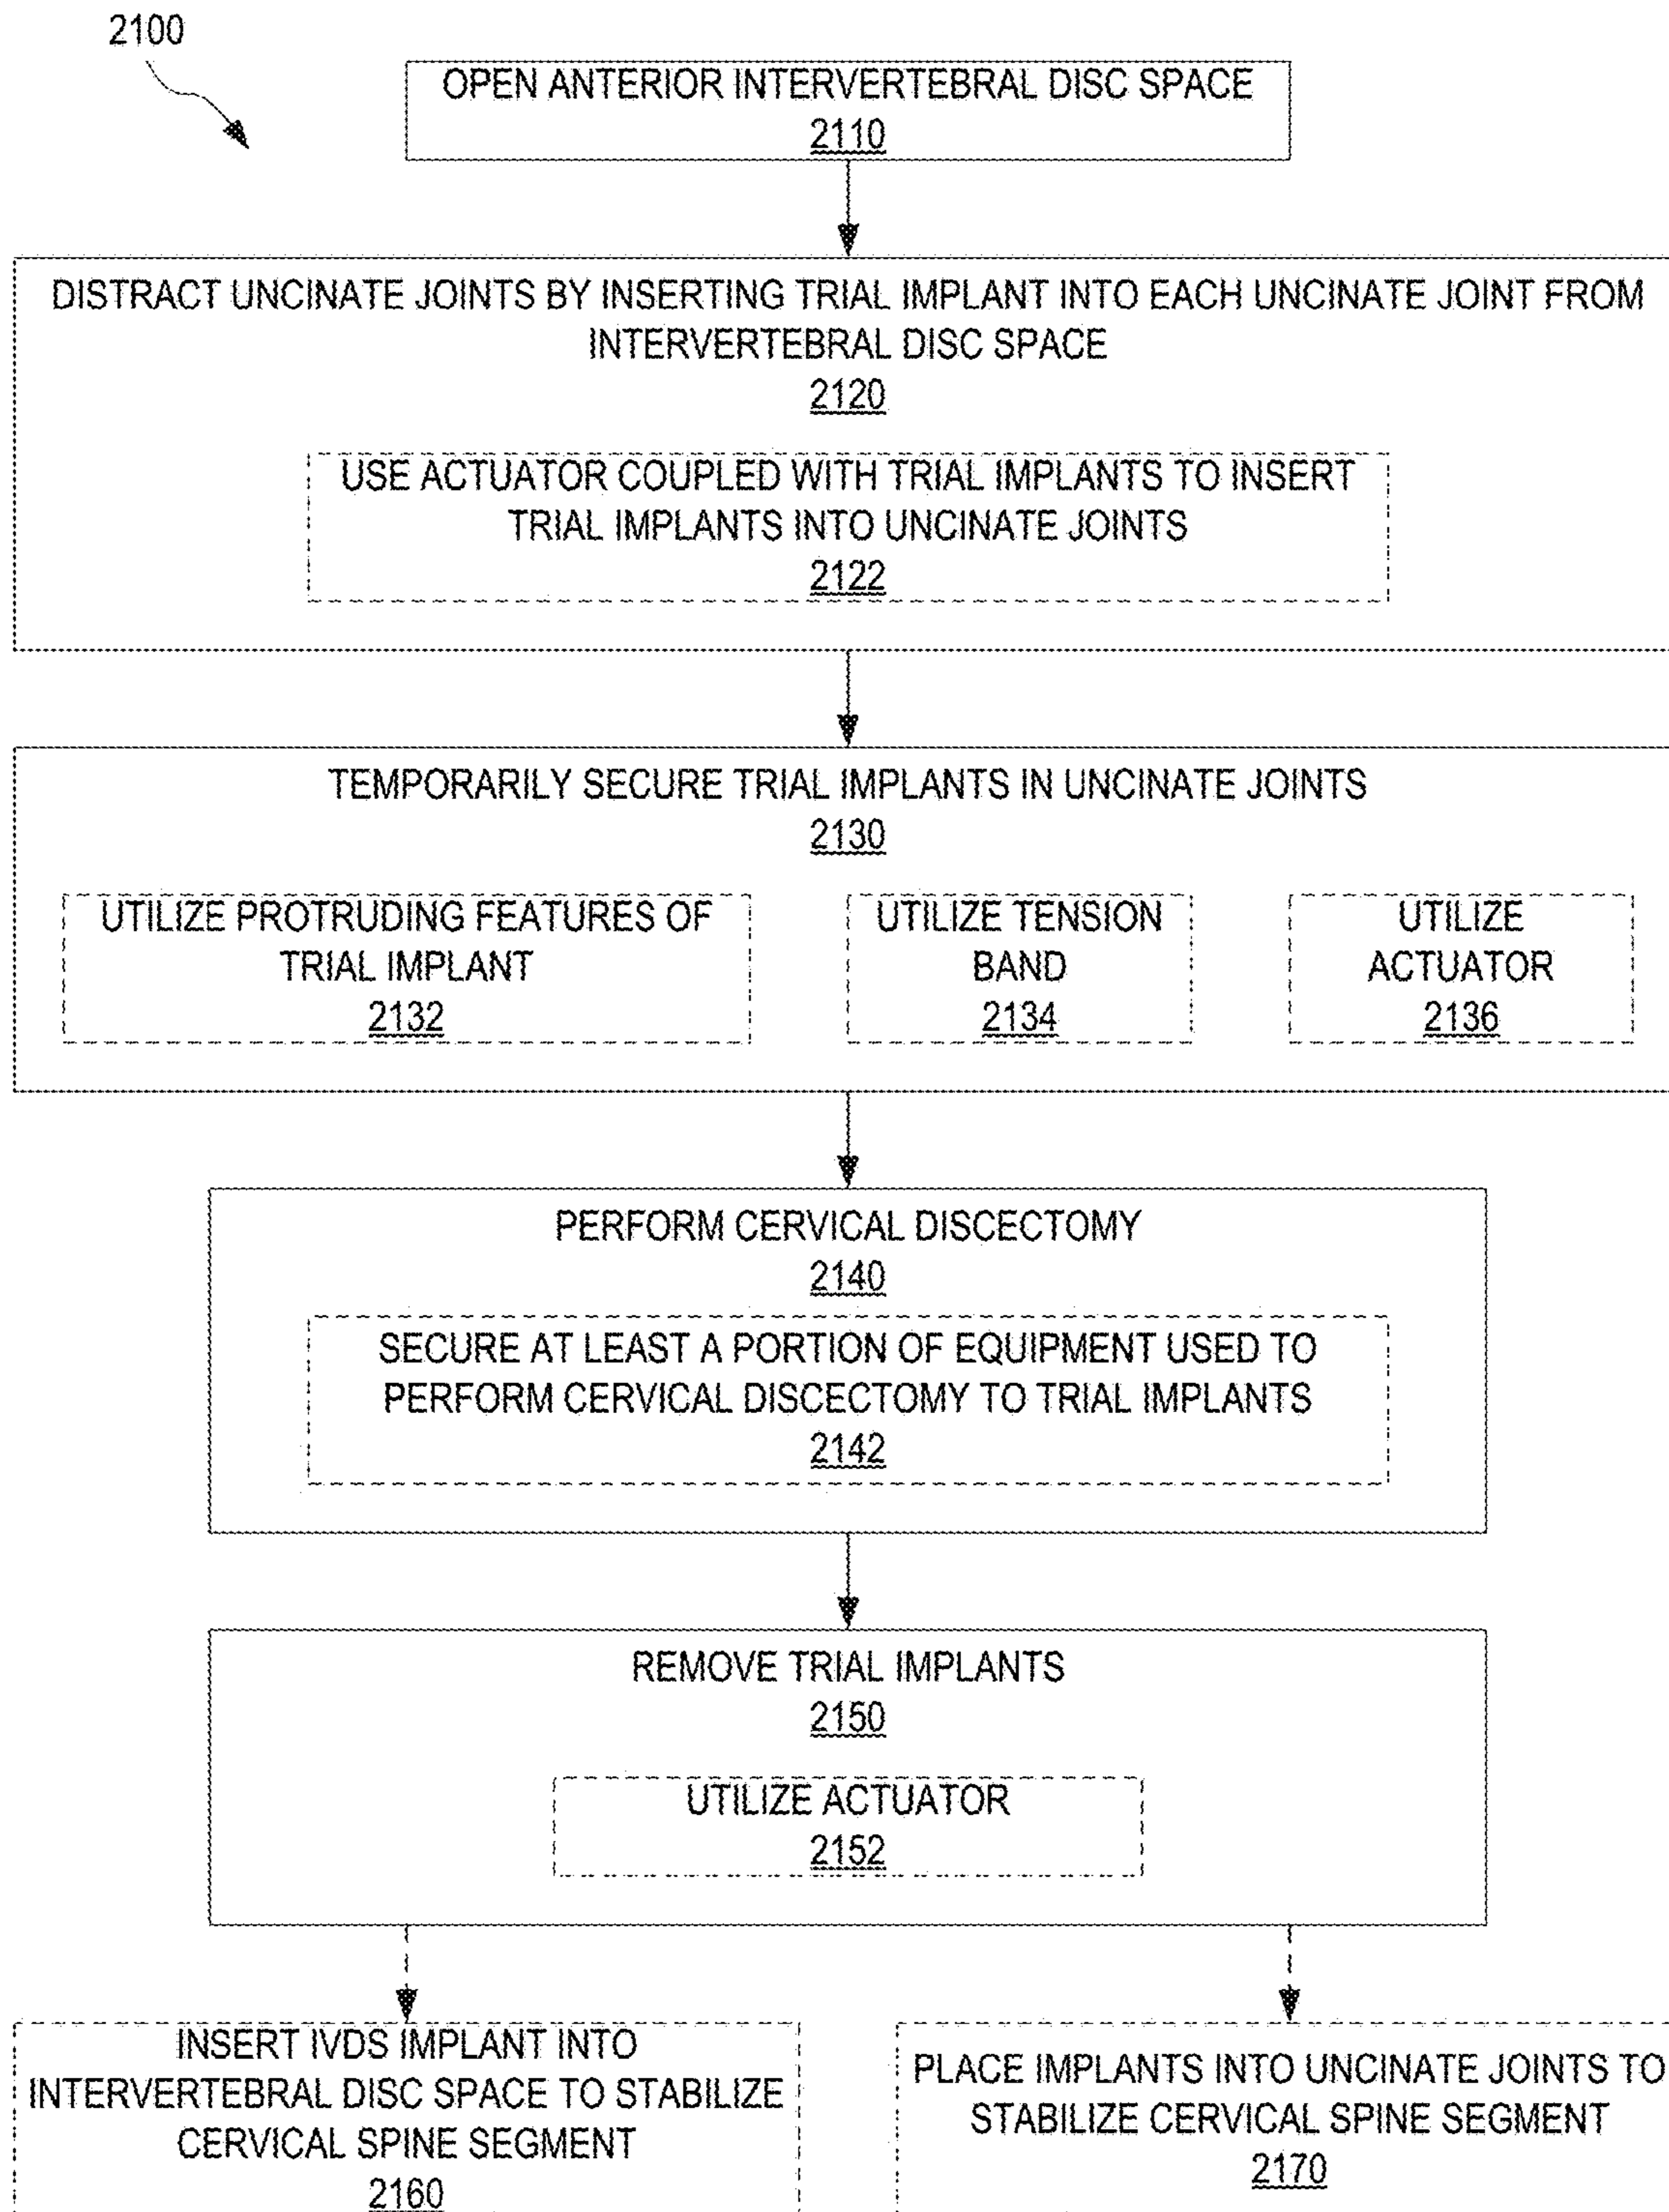 2100
OPEN ANTERIOR INTERVERTEBRAL DISC SPACE
2110
DISTRACT UNCINATE JOINTS BY INSERTING TRIAL IMPLANT INTO EACH UNCINATE JOINT FROM
INTERVERTEBRAL DISC SPACE
2120
USE ACTUATOR COUPLED WITH TRIAL IMPLANTS TO INSERT
TRIAL IMPLANTS INTO UNCINATE JOINTS
2122
TEMPORARILY SECURE TRIAL IMPLANTS IN UNCINATE JOINTS
2130
UTILIZE PROTRUDING FEATURES OF
TRIAL IMPLANT
2132
UTILIZE TENSION
BAND
2134
UTILIZE
ACTUATOR
2136
PERFORM CERVICAL DISCECTOMY
2140
SECURE AT LEAST A PORTION OF EQUIPMENT USED TO
PERFORM CERVICAL DISCECTOMY TO TRIAL IMPLANTS
2142
REMOVE TRIAL IMPLANTS
2150
UTILIZE ACTUATOR
2152
INSERT IVDS IMPLANT INTO
INTERVERTEBRAL DISC SPACE TO STABILIZE
CERVICAL SPINE SEGMENT
2160
PLACE IMPLANTS INTO UNCINATE JOINTS TO
STABILIZE CERVICAL SPINE SEGMENT
2170